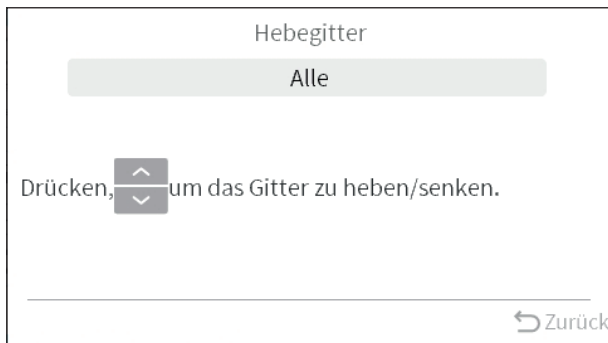 Hebegitter
Alle
Drücken, um das Gitter zu heben/senken.
Zurück